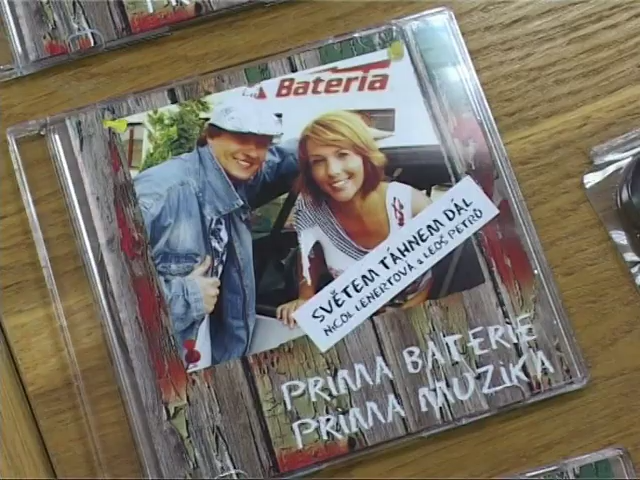 Bateria
SVĚTEM TÁHNEM DÁL
NICOL LENERTOVÁ & LEOŠ PETRŮ
PRIMA BATERIE
PRIMA MUZIKA